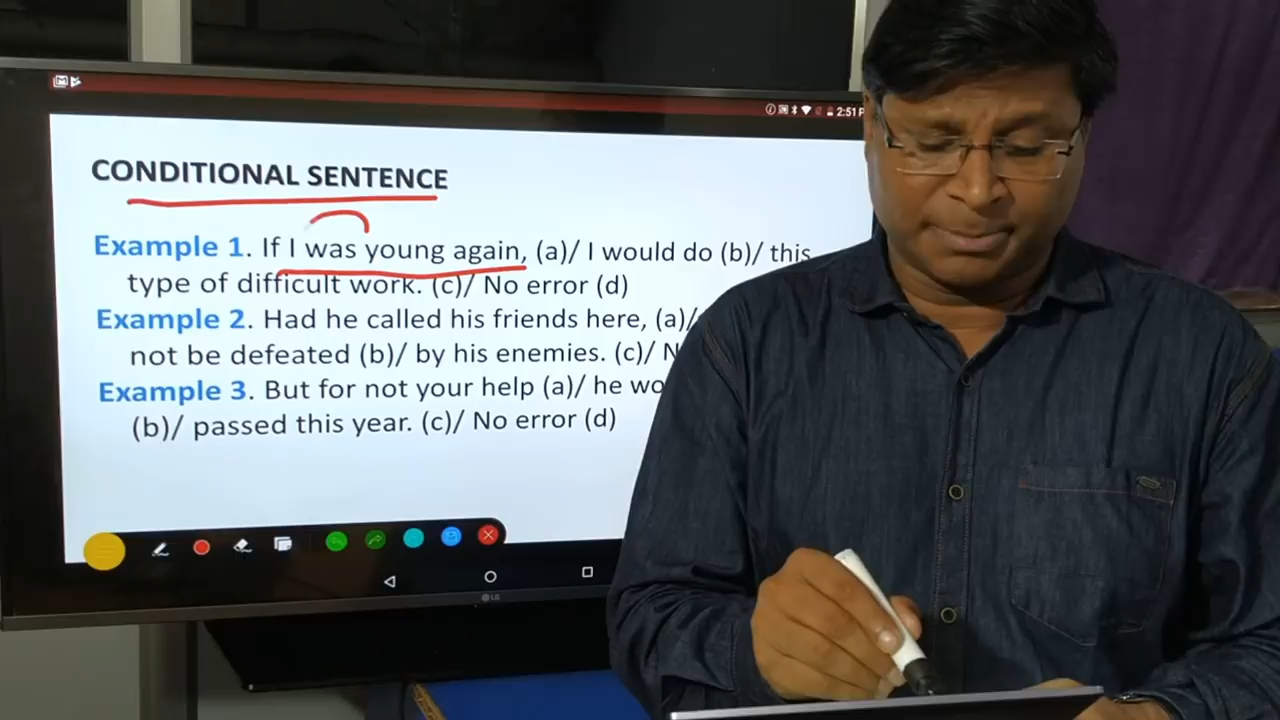 2:51 P
CONDITIONAL SENTENCE
Example 1. If I was young again, (a)/ I would do (b)/ this
type of difficult work. (c)/ No error (d)
Example 2. Had he called his friends here, (a)/
not be defeated (b)/ by his enemies. (c)/ N
Example 3. But for not your help (a)/ he wo
(b)/ passed this year. (c)/ No error (d)
LG